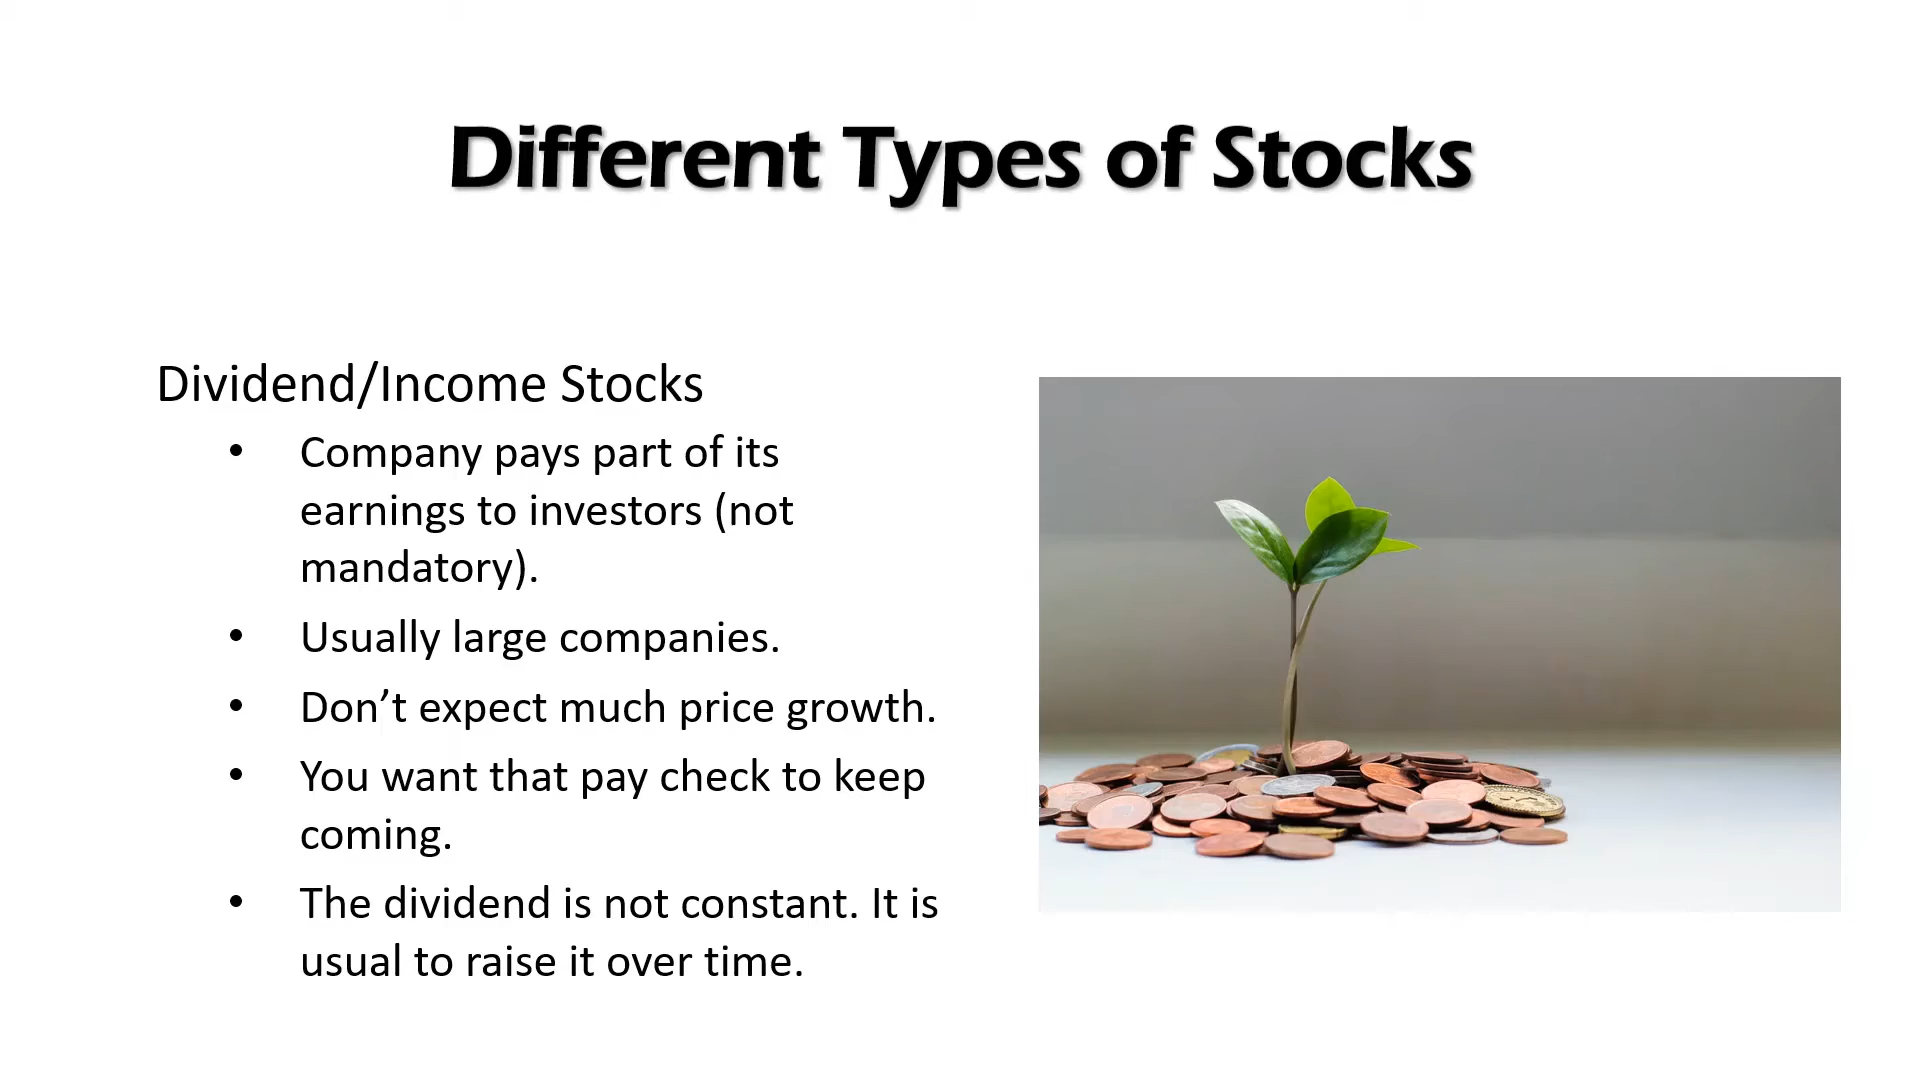 Different Types of Stocks
Dividend/Income Stocks
• Company pays part of its
earnings to investors (not
mandatory).
• Usually large companies.
• Don’t expect much price growth.
• You want that pay check to keep
coming.
• The dividend is not constant. It is
usual to raise it over time.